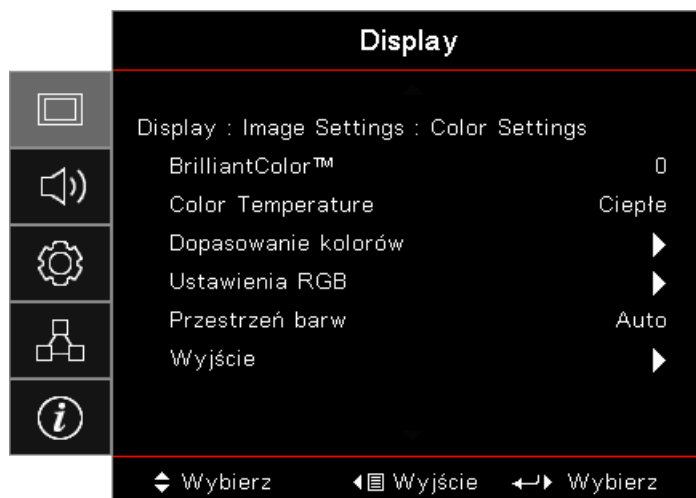 Display
Display : Image Settings : Color Settings
BrilliantColor™ 0
Color Temperature Ciepłe
Dopasowanie kolorów
Ustawienia RGB
Przestrzeń barw Auto
Wyjście
Wybierz Wyjście Wybierz